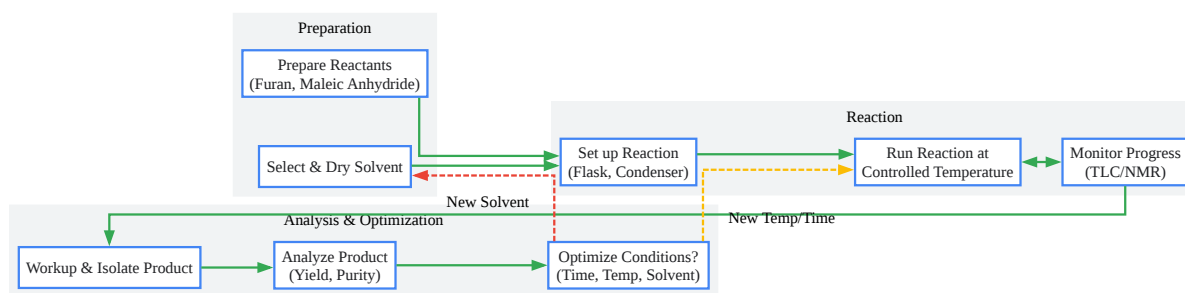 Preparation
Prepare Reactants
(Furan, Maleic Anhydride)
Select & Dry Solvent
Reaction
Set up Reaction
(Flask, Condenser)
Run Reaction at
Controlled Temperature
Monitor Progress
(TLC/NMR)
New Solvent
New Temp/Time
Analysis & Optimization
Workup & Isolate Product
Analyze Product
(Yield, Purity)
Optimize Conditions?
(Time, Temp, Solvent)